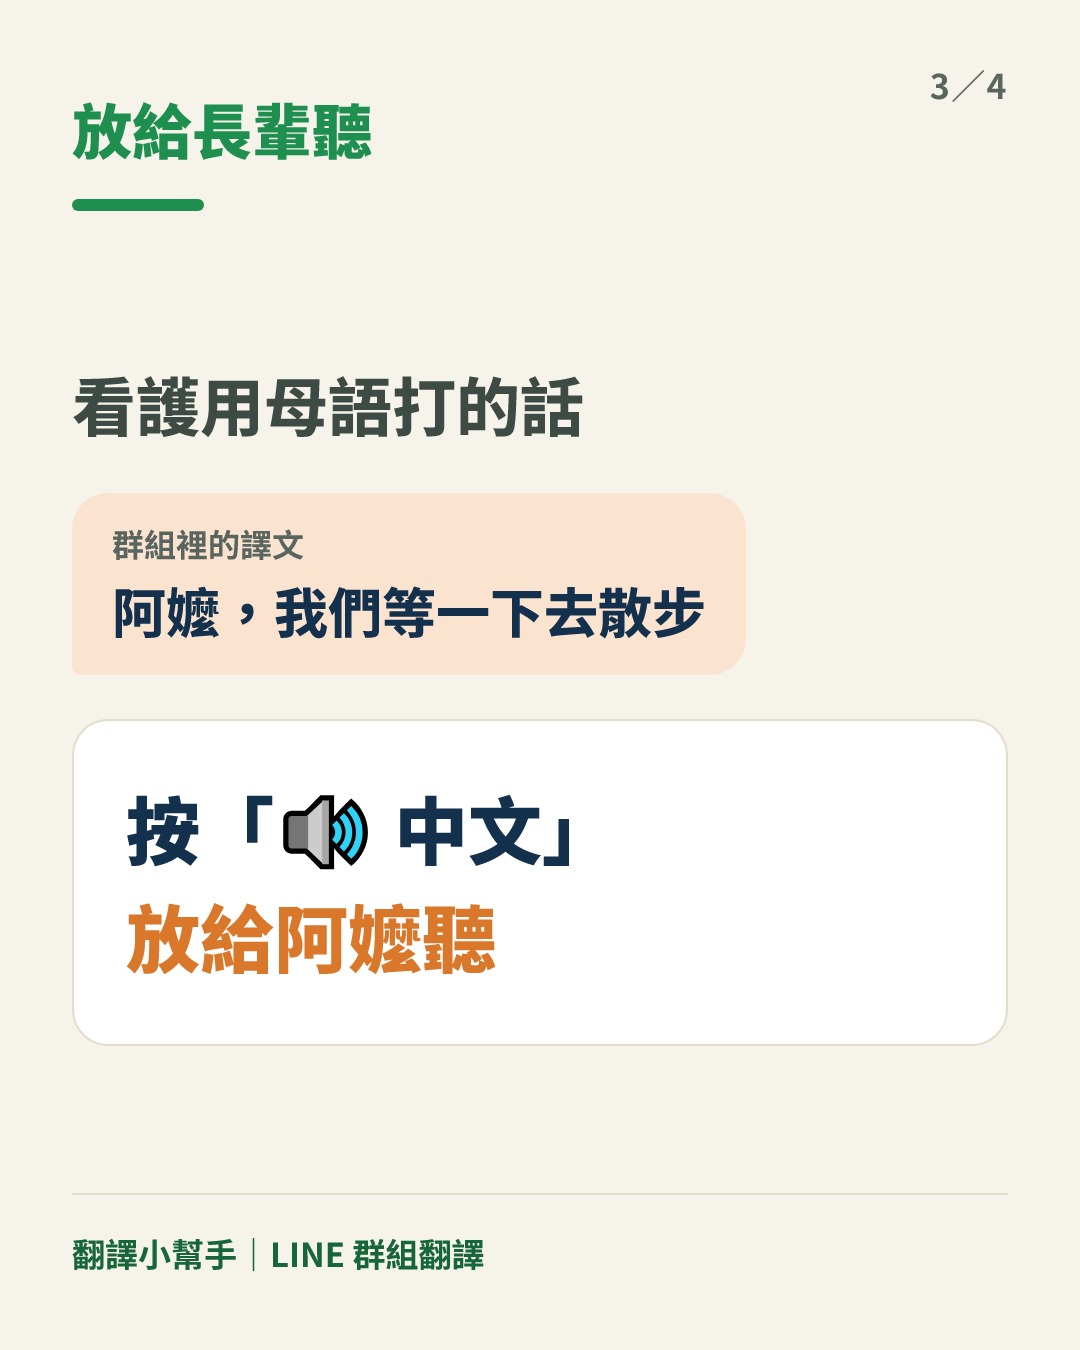 3／4
放給長輩聽
看護用母語打的話
群組裡的譯文
阿嬤，我們等一下去散步
按「🔊 中文」
放給阿嬤聽
翻譯小幫手｜LINE 群組翻譯